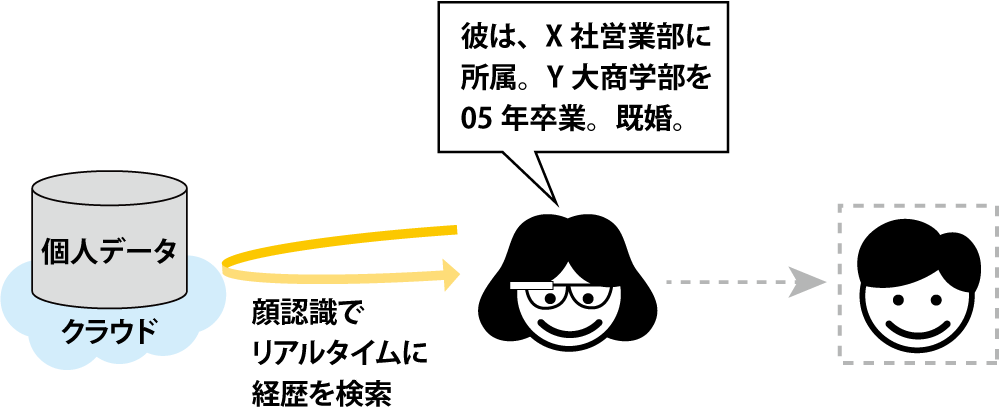 彼は、X 社営業部に
所属。Y 大商学部を
05 年卒業。既婚。
個人データ
クラウド
顔認識で
リアルタイムに
経歴を検索